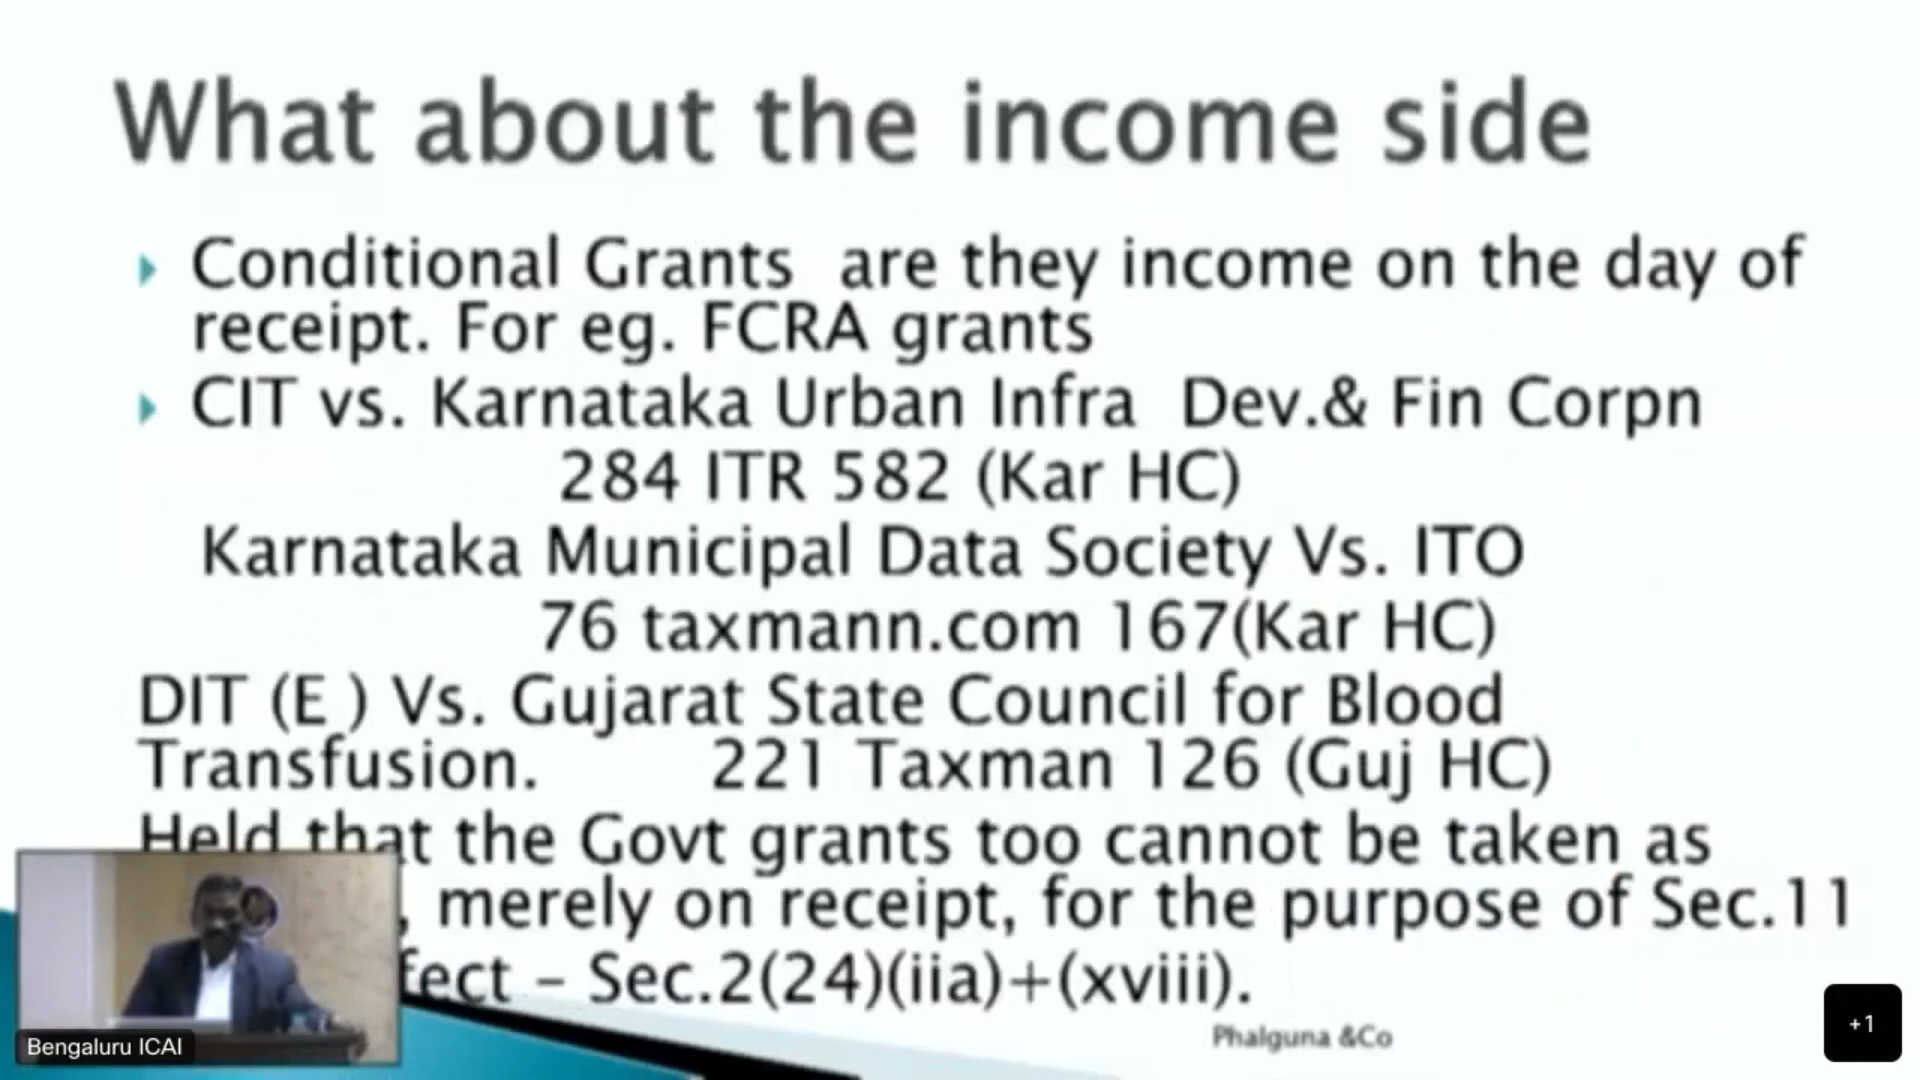 What about the income side
Conditional Grants are they income on the day of
receipt. For eg. FCRA grants
CIT vs. Karnataka Urban Infra Dev.& Fin Corpn
284 ITR 582 (Kar HC)
Karnataka Municipal Data Society Vs. ITO
76 taxmann.com 167(Kar HC)
DIT (E ) Vs. Gujarat State Council for Blood
Transfusion. 221 Taxman 126 (Guj HC)
Held that the Govt grants too cannot be taken as
, merely on receipt, for the purpose of Sec.11
– Sec.2(24)(iia)+(xviii).
Phalguna &Co
Bengaluru ICAI
+1